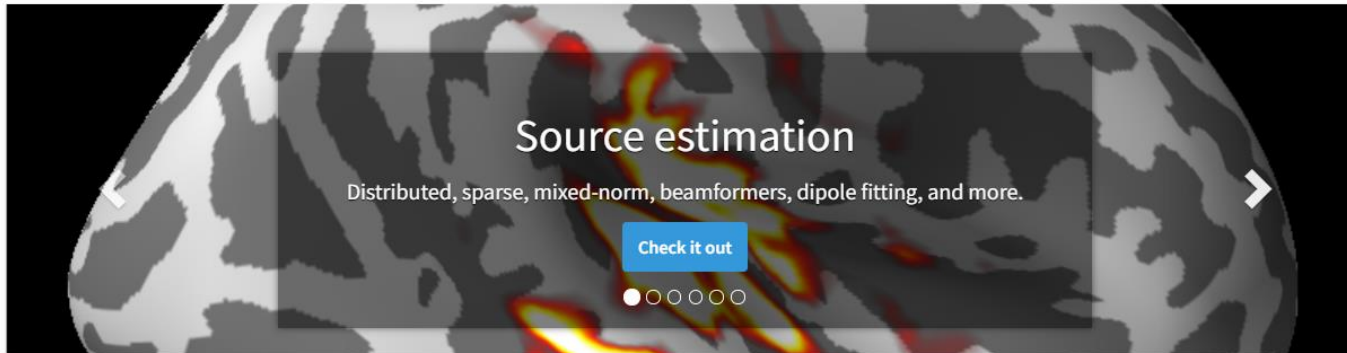 Source estimation
Distributed, sparse, mixed-norm, beamformers, dipole fitting, and more.
Check it out